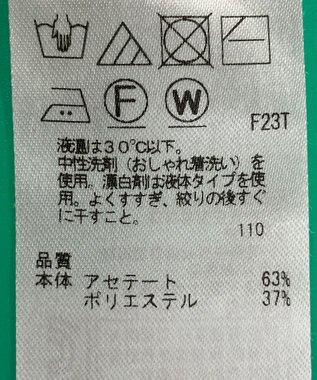 F W F23T
液温は30℃以下。
中性洗剤(おしゃれ着洗い)を
使用。漂白剤は液体タイプを使
用。よくすすぎ、絞りの後すぐ
に干すこと。
110
品質
本体 アセテート 63%
ポリエステル 37%